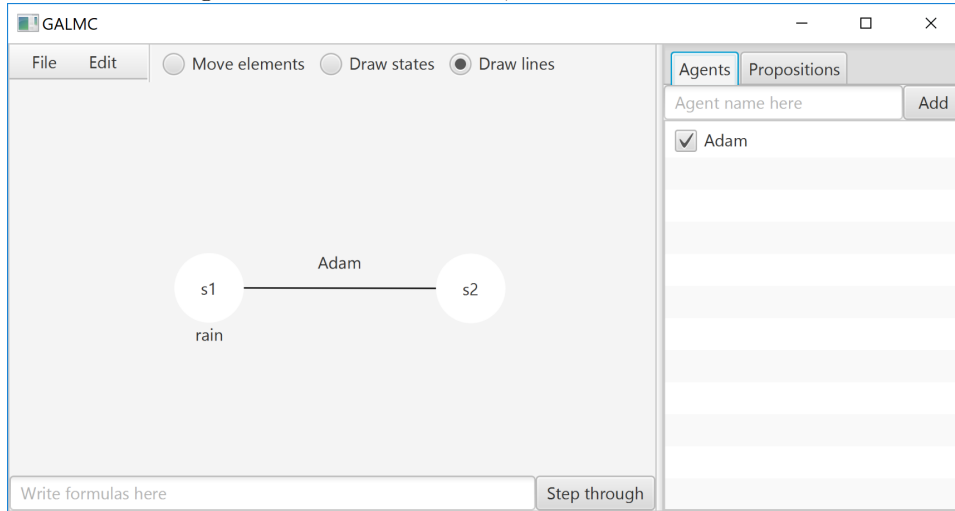 GALMC
File Edit Move elements Draw states Draw lines
Agents Propositions
Agent name here Add
Adam
Adam
s1 s2
rain
Write formulas here Step through